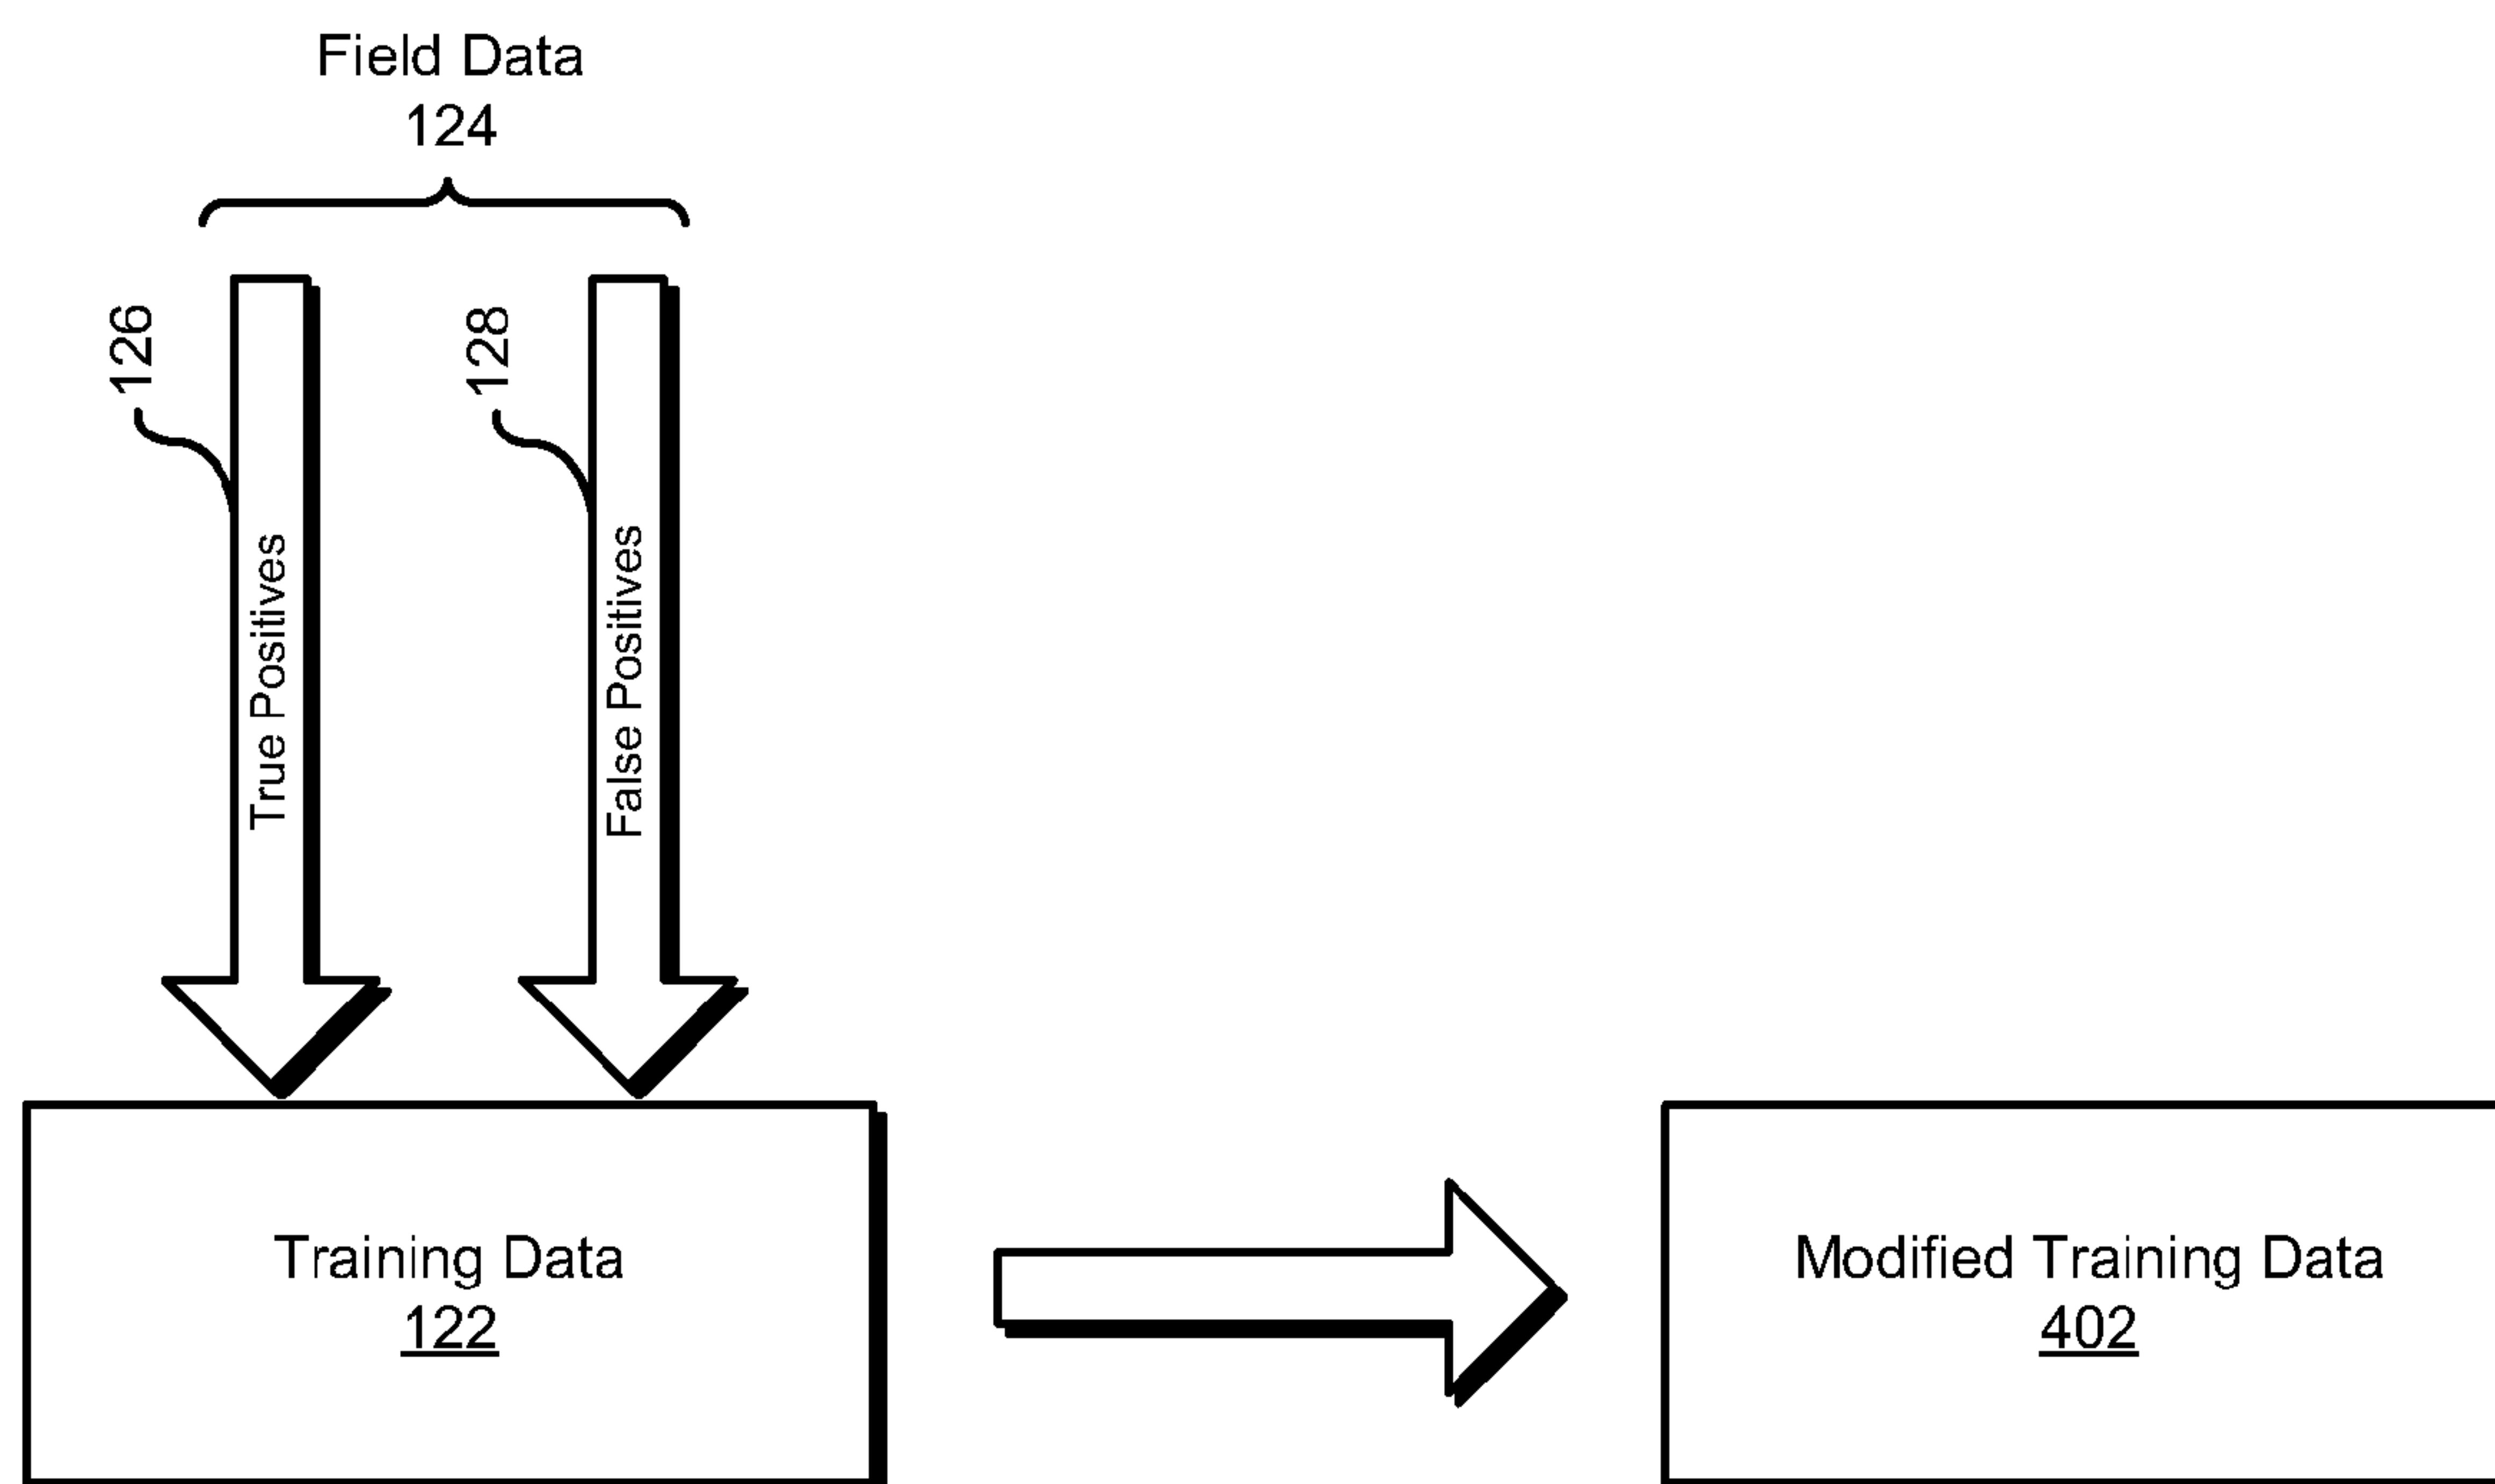 Field Data
124
126
128
True Positives
False Positives
Training Data
122
Modified Training Data
402